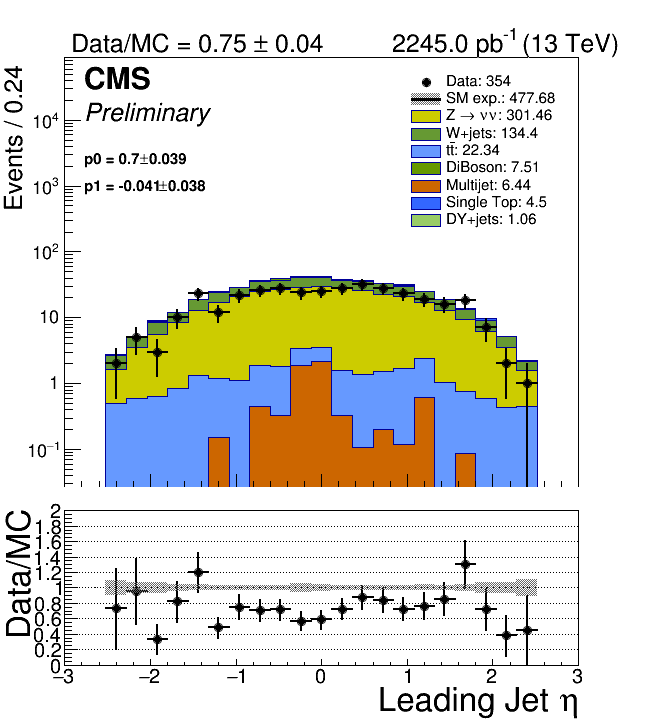 Data/MC = 0.75 ± 0.04 2245.0 pb⁻¹ (13 TeV)
CMS
Preliminary
p0 = 0.7±0.039
p1 = -0.041±0.038
Data: 354
SM exp.: 477.68
Z → νν: 301.46
W+jets: 134.4
tt̄: 22.34
DiBoson: 7.51
Multijet: 6.44
Single Top: 4.5
DY+jets: 1.06
Events / 0.24
10⁴
10³
10²
10
1
10⁻¹
Data/MC
2
1.8
1.6
1.4
1.2
1
0.8
0.6
0.4
0.2
0
−3 −2 −1 0 1 2 3
Leading Jet η